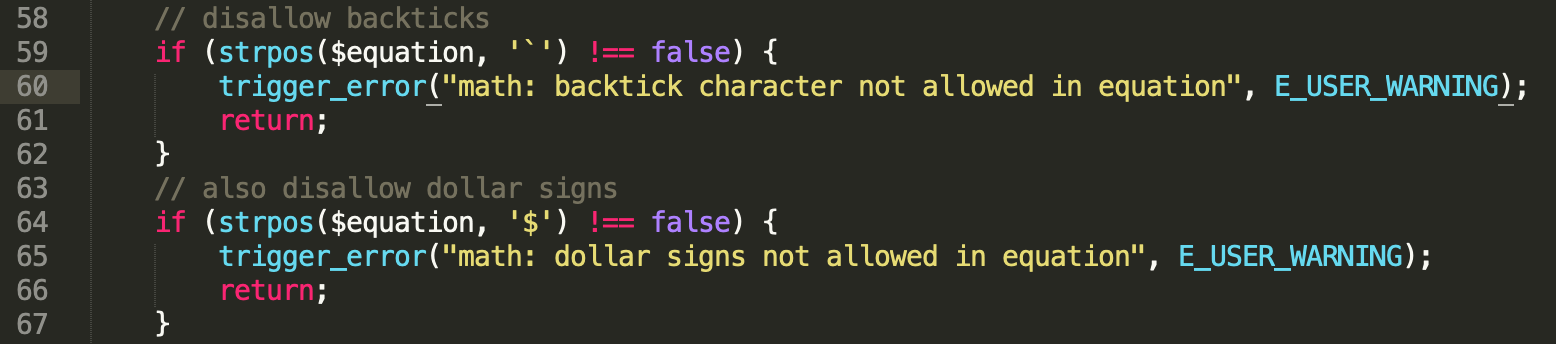 58 // disallow backticks
59 if (strpos($equation, '`') !== false) {
60 trigger_error("math: backtick character not allowed in equation", E_USER_WARNING);
61 return;
62 }
63 // also disallow dollar signs
64 if (strpos($equation, '$') !== false) {
65 trigger_error("math: dollar signs not allowed in equation", E_USER_WARNING);
66 return;
67 }